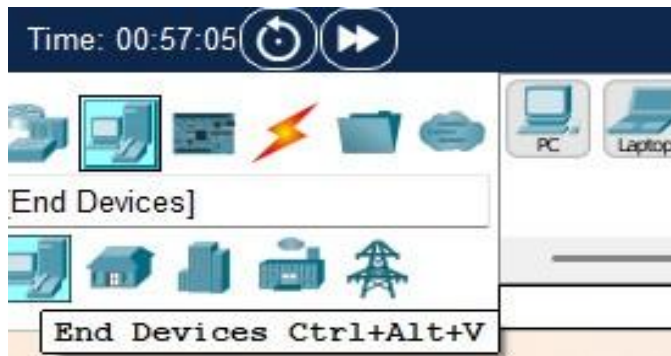 Time: 00:57:05
PC
Laptop
[End Devices]
End Devices Ctrl+Alt+V